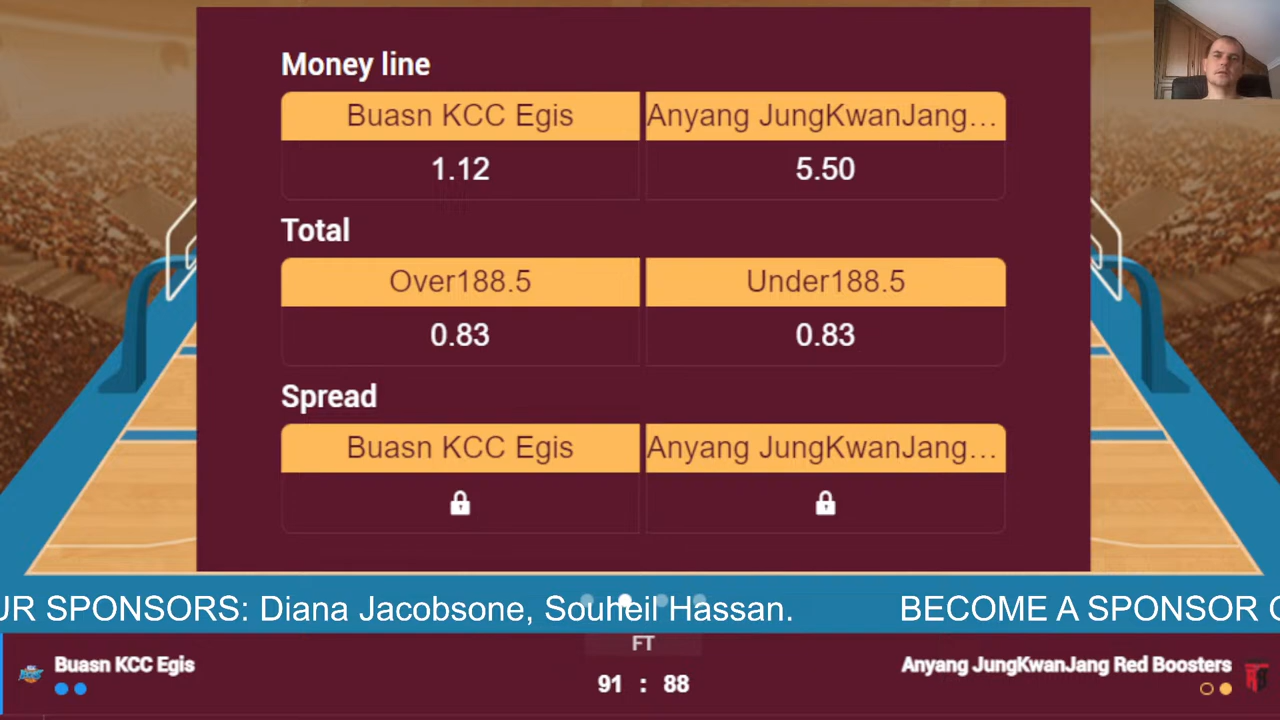 Money line
Buasn KCC Egis
Anyang JungKwanJang...
1.12
5.50
Total
Over188.5
Under188.5
0.83
0.83
Spread
Buasn KCC Egis
Anyang JungKwanJang...
UR SPONSORS: Diana Jacobsone, Souheil Hassan.
BECOME A SPONSOR
FT
Buasn KCC Egis
91 : 88
Anyang JungKwanJang Red Boosters